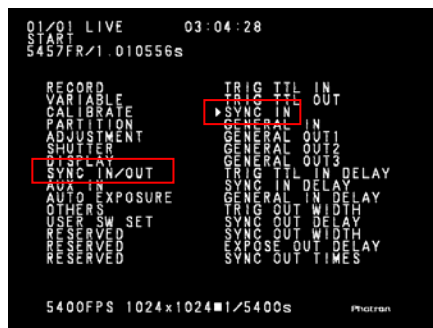 01/01 LIVE 03:04:28
START
5457FR/1.010556s
RECORD
VARIABLE
CALIBRATE
PARTITION
ADJUSTMENT
SHUTTER
DISPLAY
SYNC IN/OUT
AUX IN
AUTO EXPOSURE
OTHERS
USER SW SET
RESERVED
RESERVED
RESERVED
TRIG TTL IN
TRIG TTL OUT
▶SYNC IN
GENERAL IN
GENERAL OUT1
GENERAL OUT2
GENERAL OUT3
TRIG TTL IN DELAY
SYNC IN DELAY
GENERAL IN DELAY
TRIG OUT WIDTH
SYNC OUT DELAY
SYNC OUT WIDTH
EXPOSE OUT DELAY
SYNC OUT TIMES
5400FPS 1024x1024■1/5400s Photron